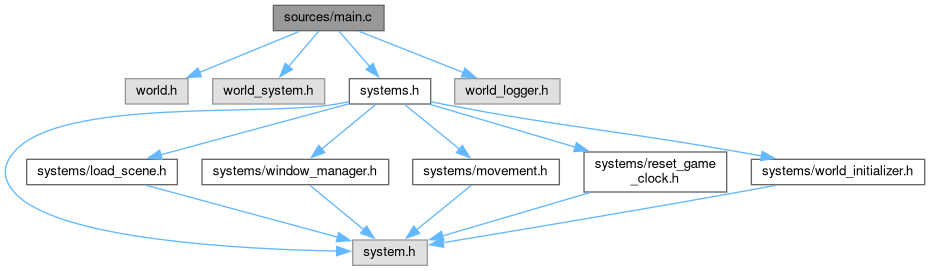 sources/main.c
world.h
world_system.h
systems.h
world_logger.h
systems/load_scene.h
systems/window_manager.h
systems/movement.h
systems/reset_game
_clock.h
systems/world_initializer.h
system.h